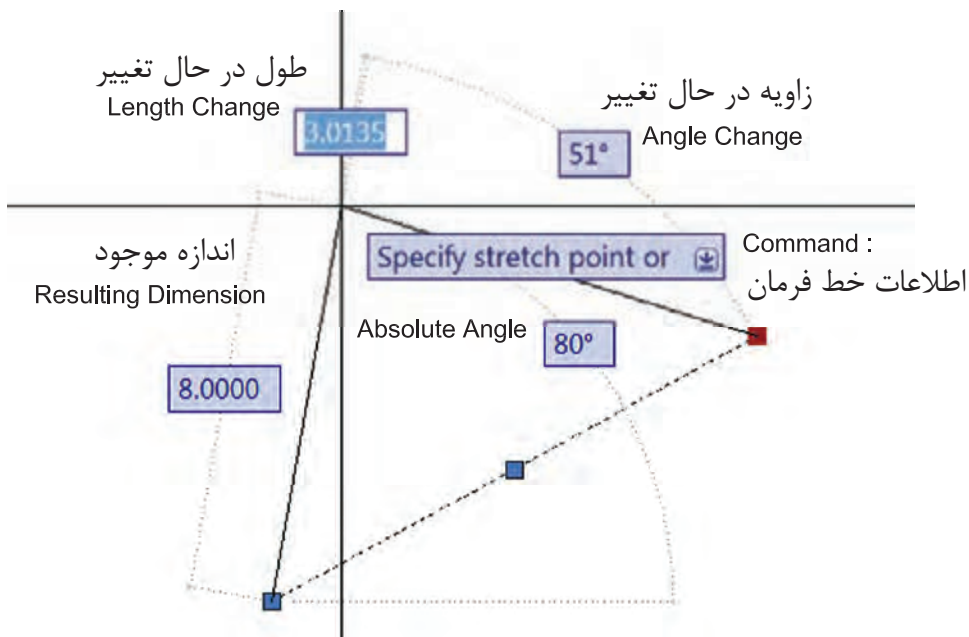 طول در حال تغییر
Length Change
3.0135
زاویه در حال تغییر
Angle Change
51°
اندازه موجود
Resulting Dimension
Specify stretch point or
Command :
اطلاعات خط فرمان
Absolute Angle
80°
8.0000